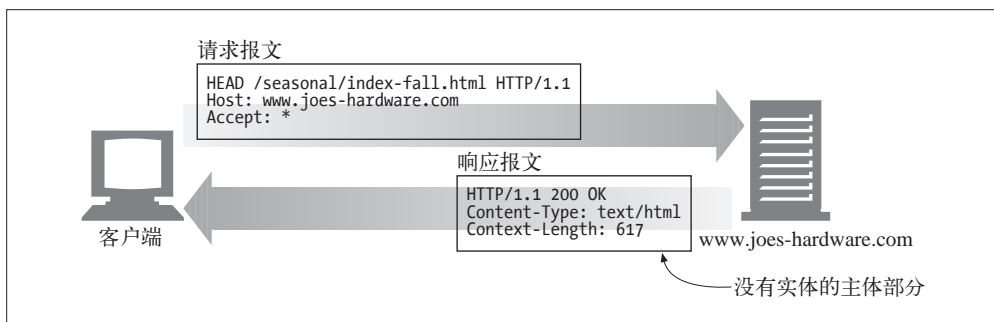 请求报文
HEAD /seasonal/index-fall.html HTTP/1.1
Host: www.joes-hardware.com
Accept: *
响应报文
HTTP/1.1 200 OK
Content-Type: text/html
Context-Length: 617
客户端
www.joes-hardware.com
没有实体的主体部分